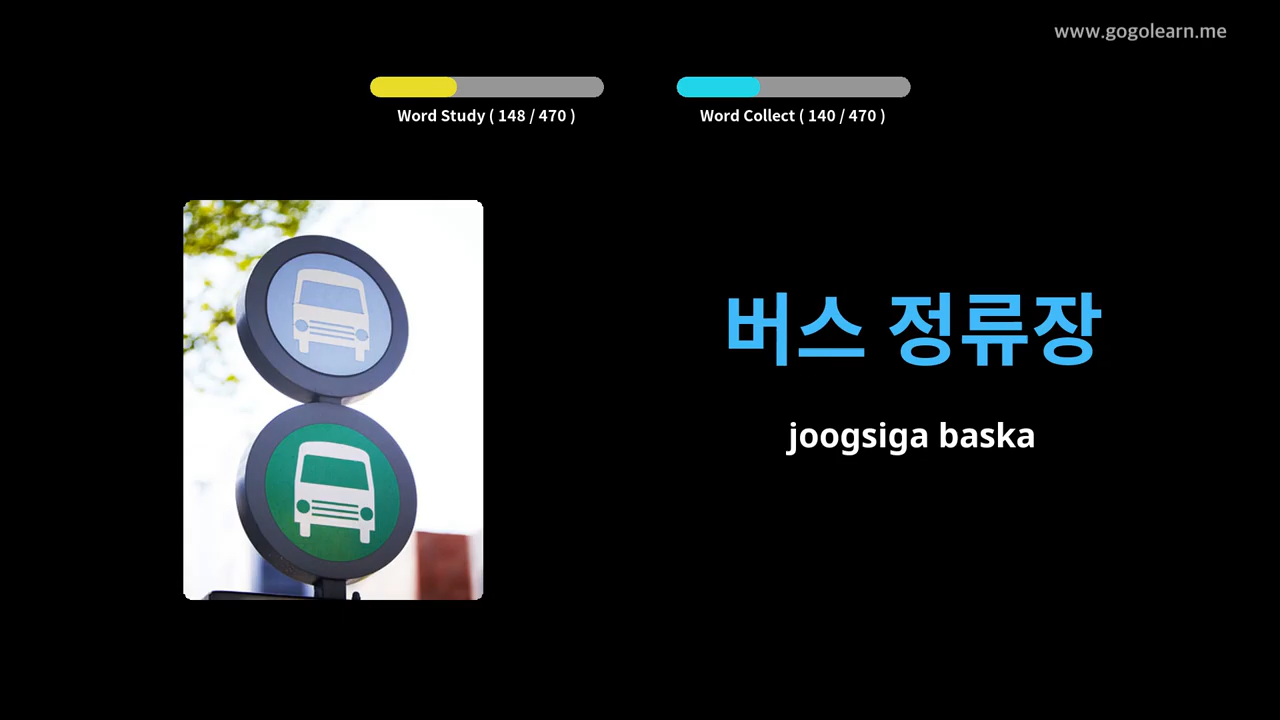 www.gogolearn.me
Word Study ( 148 / 470 )
Word Collect ( 140 / 470 )
버스 정류장
joogsiga baska